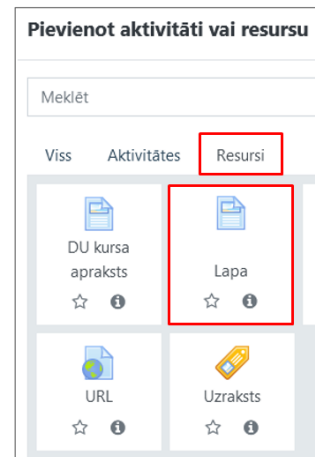 Pievienot aktivitāti vai resursu
Meklēt
Viss Aktivitātes Resursi
DU kursa
apraksts
Lapa
URL
Uzraksts